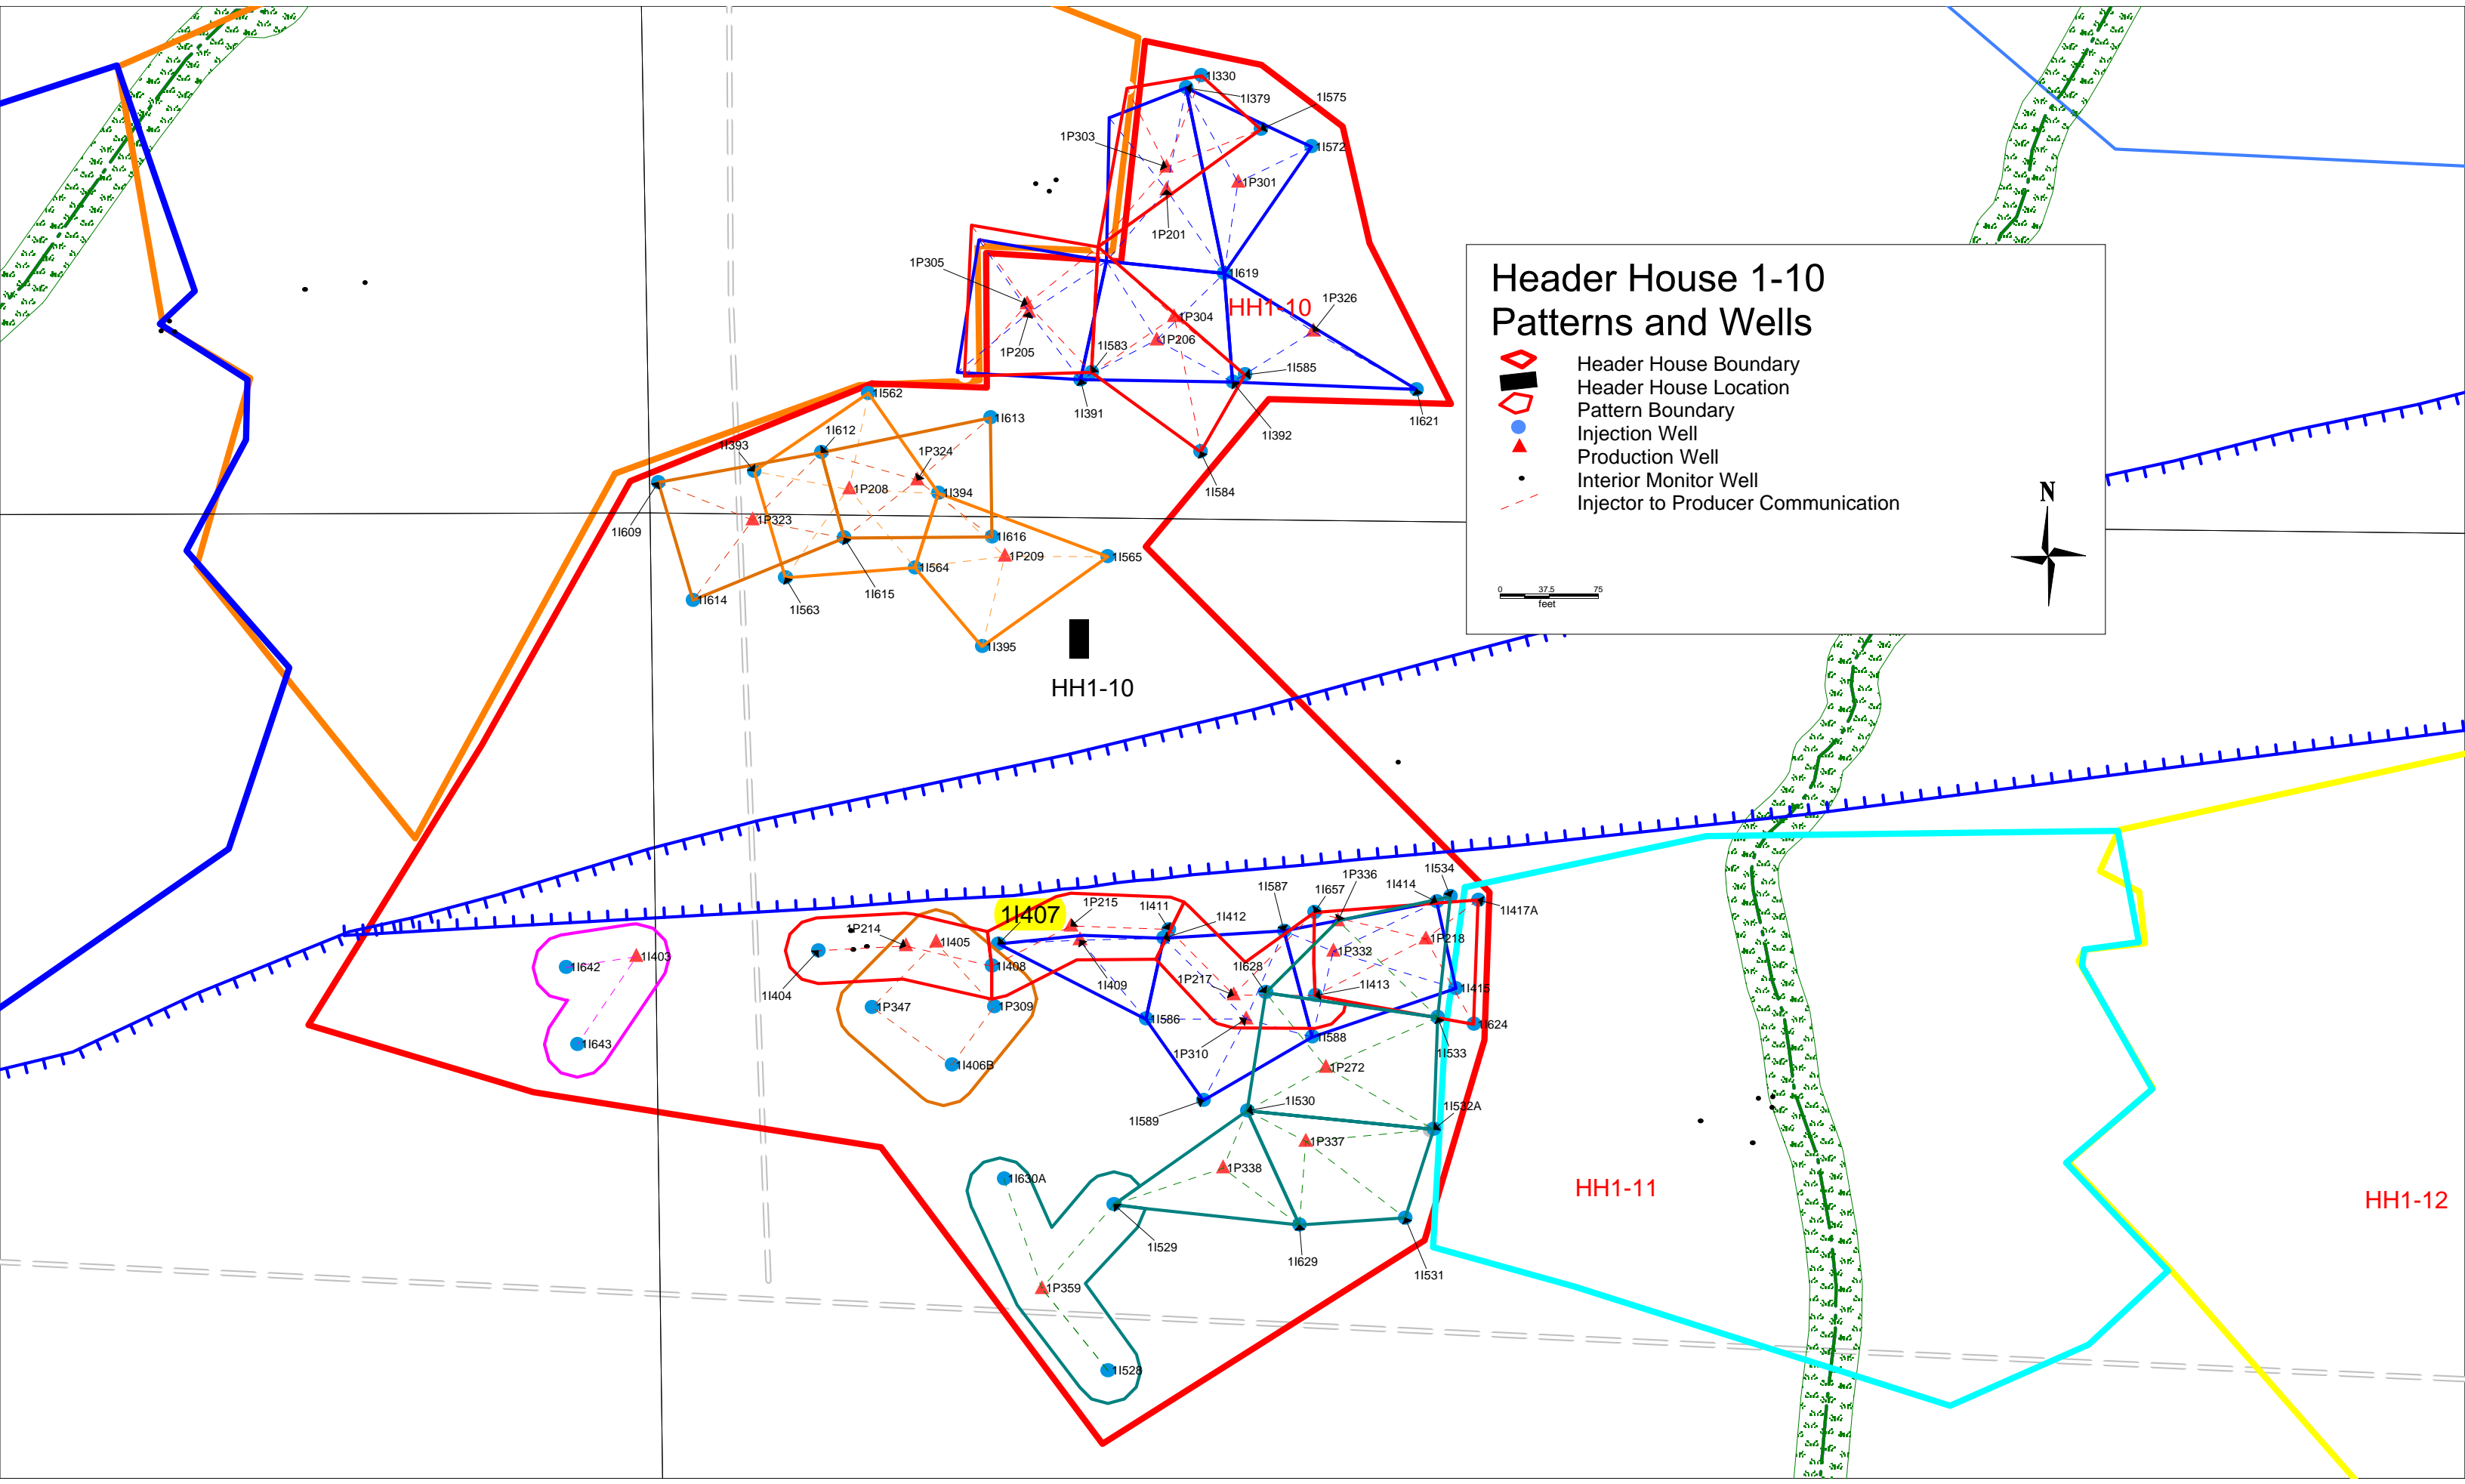 1I330
1I379
1I575
1P303
1I572
1P301
1P201
1P305
1I619
HH1-10
1P326
1P304
1P206
1I583
1P205
1I585
1I391
1I392
1I621
1I584
Header House 1-10
Patterns and Wells
Header House Boundary
Header House Location
Pattern Boundary
Injection Well
Production Well
Interior Monitor Well
Injector to Producer Communication
N
0 37.5 75
feet
1I562
1I613
1I612
1I393
1P324
1P208
1I394
1P323
1I609
1I616
1P209
1I565
1I564
1I614
1I563
1I615
1I395
HH1-10
1I534
1P336
1I414
1I587
1I657
1I417A
1I407
1P215
1I411
1I412
1P214
1I405
1P218
1P332
1I403
1I642
1I408
1I628
1P217
1I409
1I413
1I415
1I404
1P347
1P309
1I586
1I624
1I588
1I643
1P310
1I533
1I406B
1P272
1I589
1I530
1I532A
1P337
1P338
1I630A
HH1-11
HH1-12
1I529
1I629
1I531
1P359
1I528